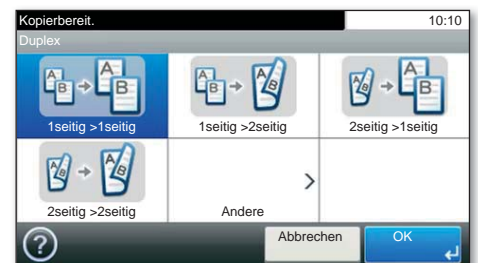 Kopierbereit. 10:10
Duplex
1seitig >1seitig 1seitig >2seitig 2seitig >1seitig
2seitig >2seitig Andere
Abbrechen OK